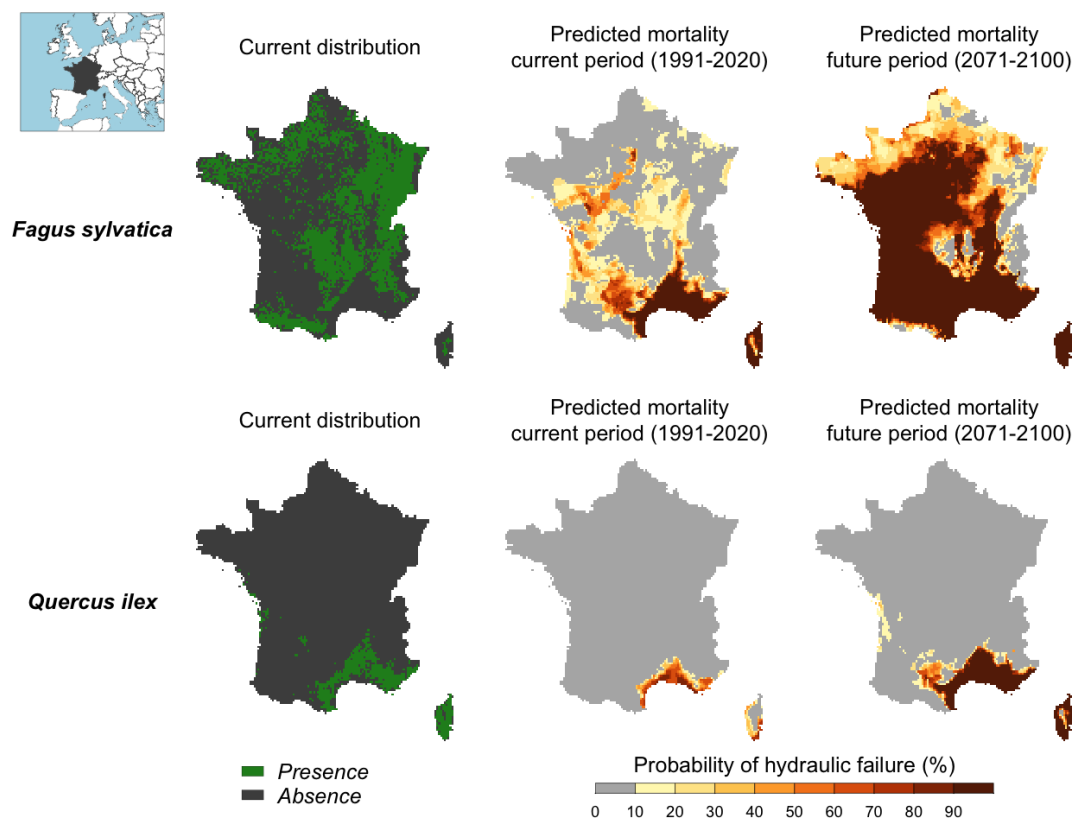 Current distribution
Predicted mortality
current period (1991-2020)
Predicted mortality
future period (2071-2100)
Fagus sylvatica
Current distribution
Predicted mortality
current period (1991-2020)
Predicted mortality
future period (2071-2100)
Quercus ilex
Presence
Absence
Probability of hydraulic failure (%)
0 10 20 30 40 50 60 70 80 90